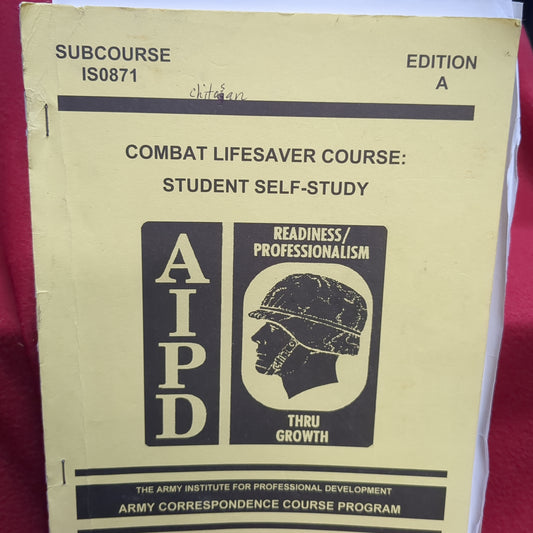 SUBCOURSE
IS0871
EDITION
A
COMBAT LIFESAVER COURSE:
STUDENT SELF-STUDY
AIPD
READINESS/
PROFESSIONALISM
THRU
GROWTH
THE ARMY INSTITUTE FOR PROFESSIONAL DEVELOPMENT
ARMY CORRESPONDENCE COURSE PROGRAM